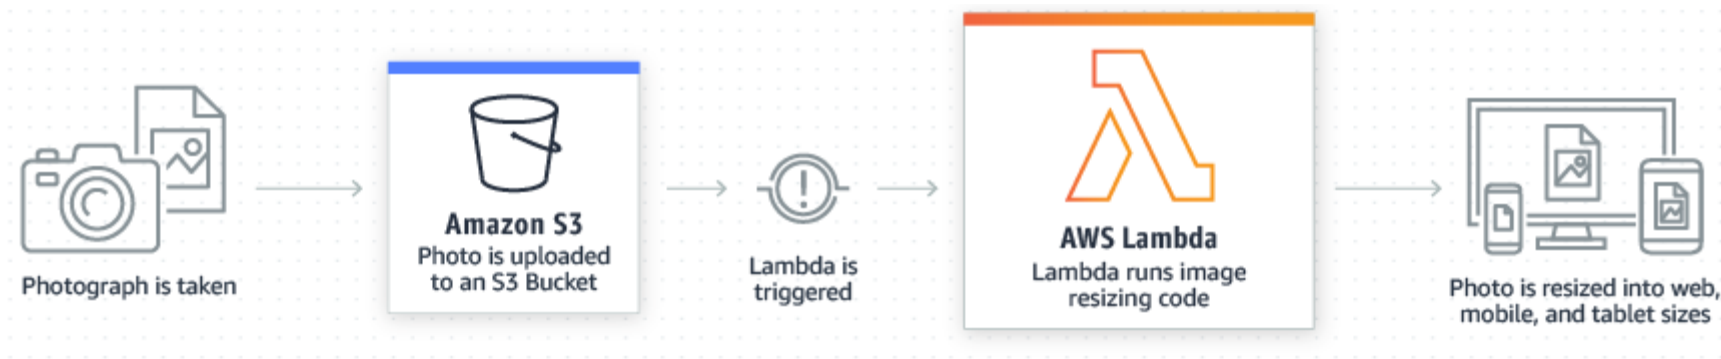 Photograph is taken
Amazon S3
Photo is uploaded
to an S3 Bucket
Lambda is
triggered
AWS Lambda
Lambda runs image
resizing code
Photo is resized into web,
mobile, and tablet sizes